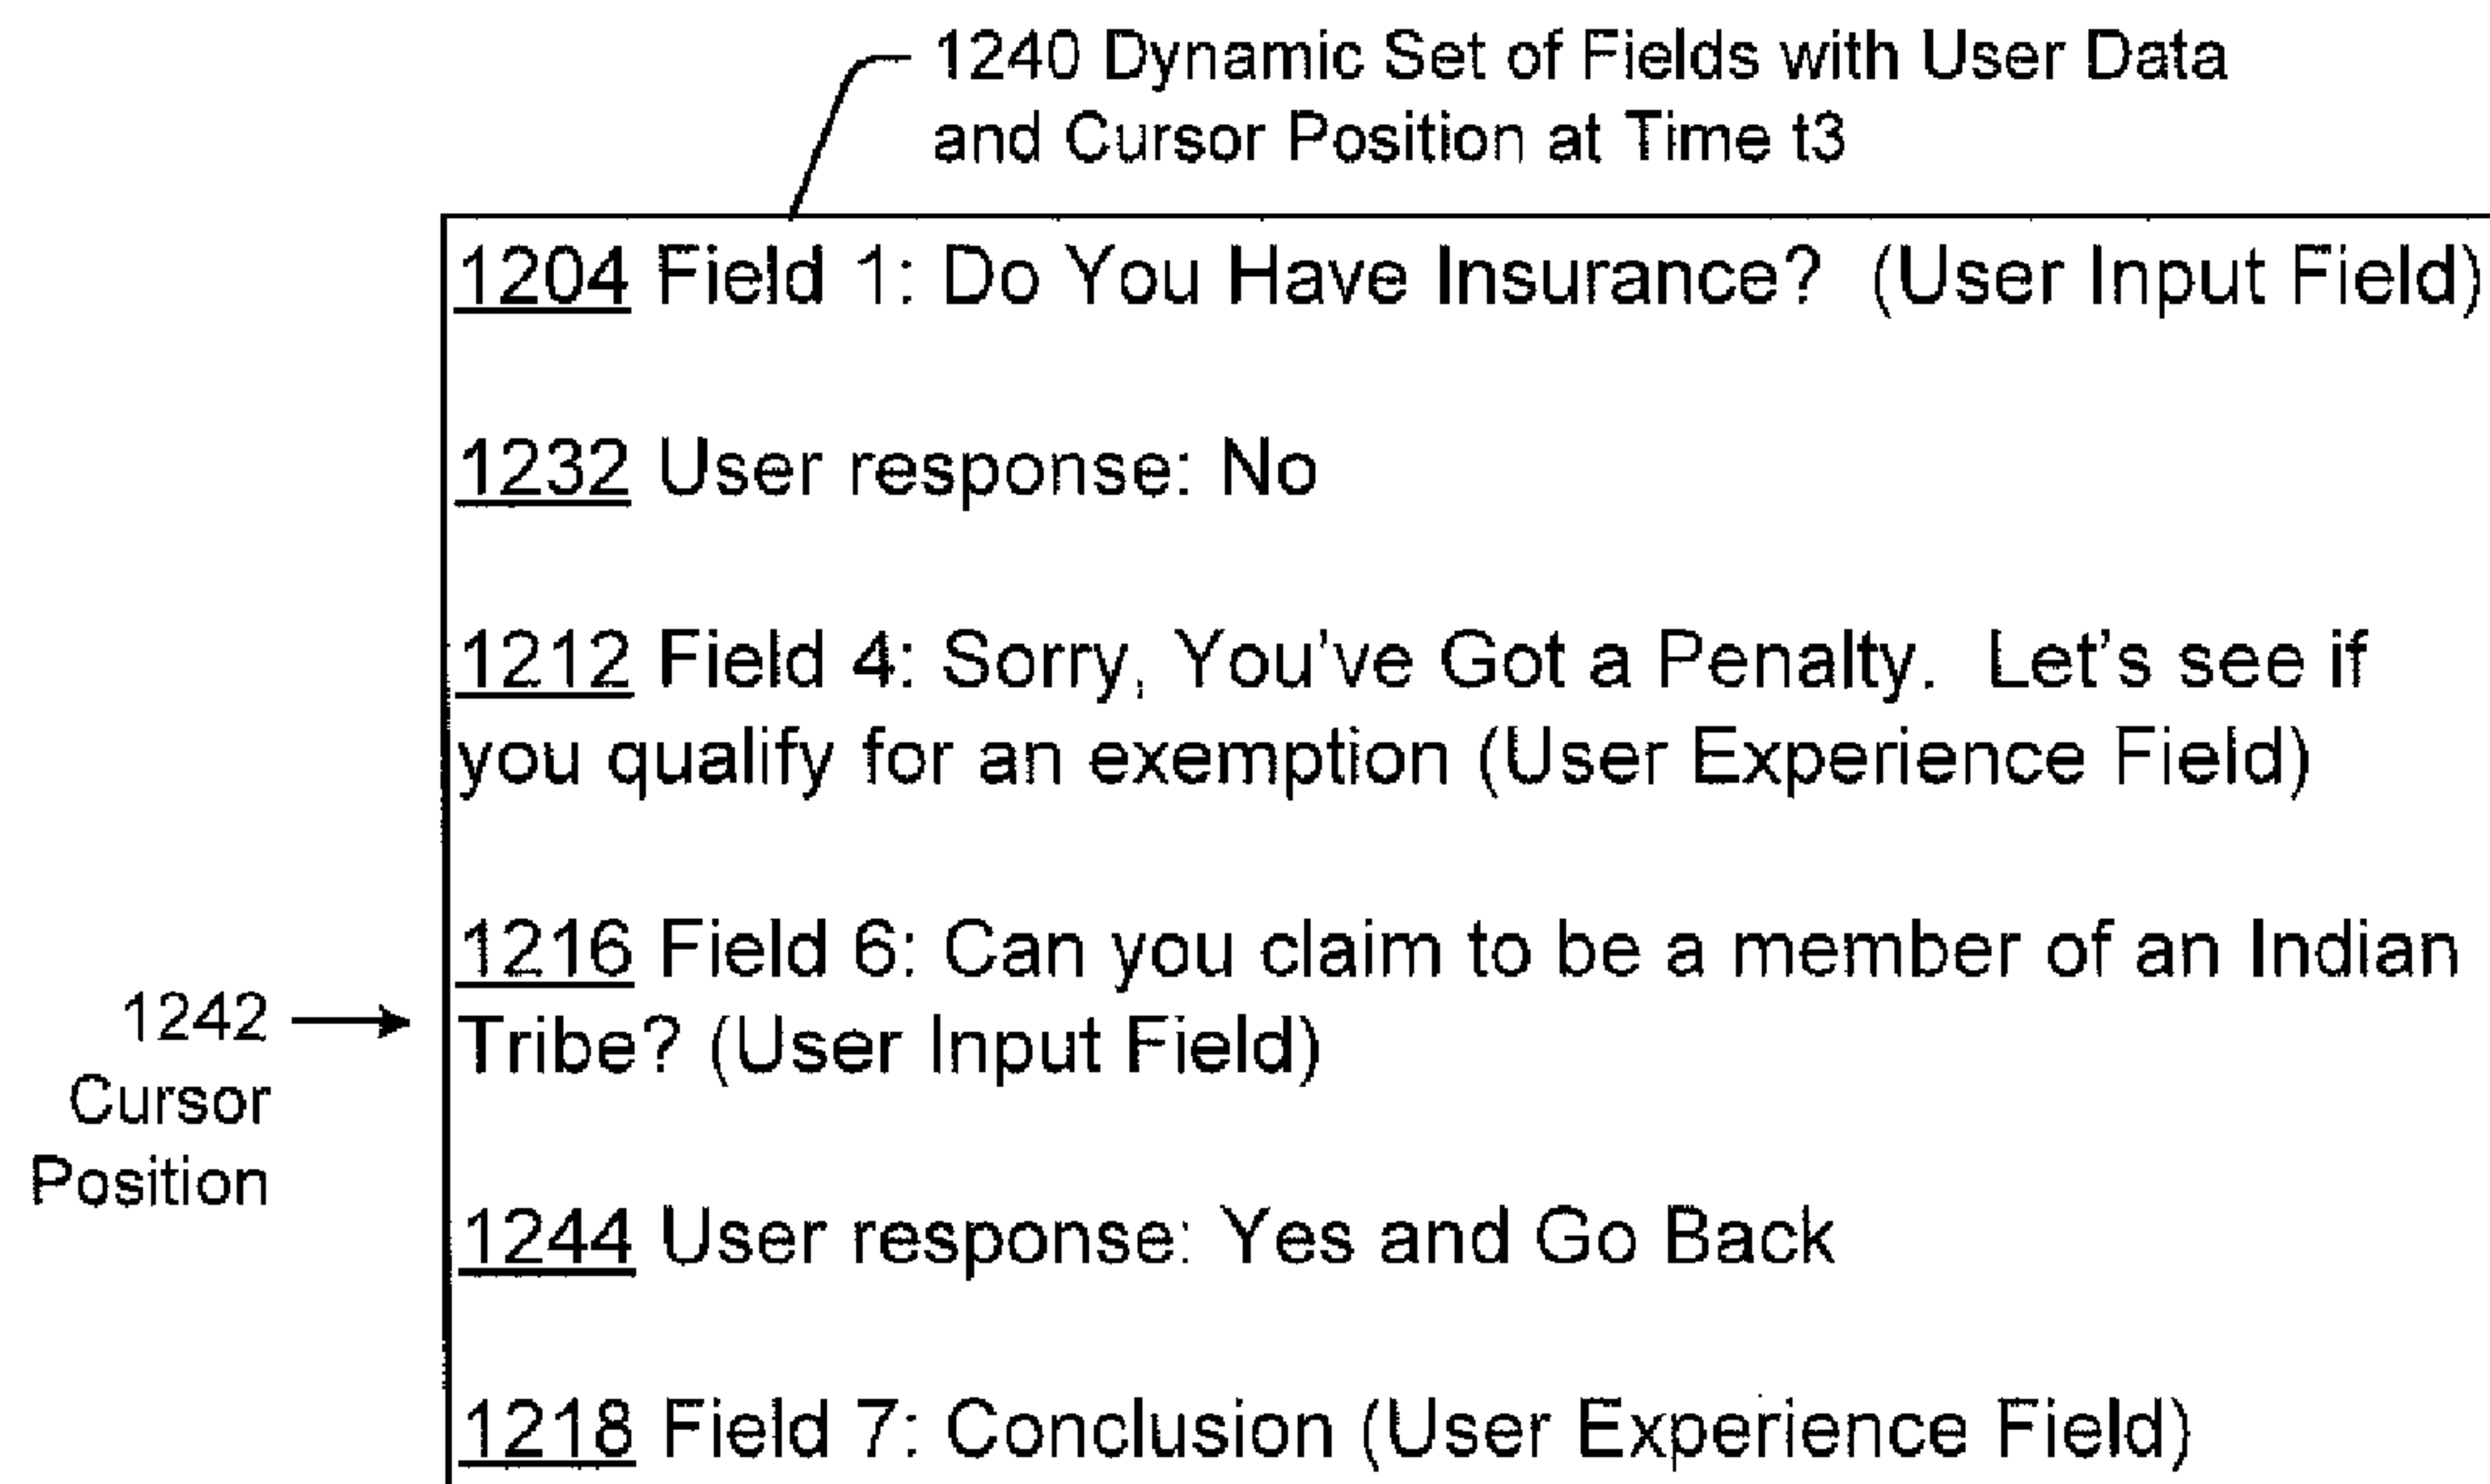 1240 Dynamic Set of Fields with User Data
and Cursor Position at Time t3
1204 Field 1: Do You Have Insurance? (User Input Field)
1232 User response: No
1212 Field 4: Sorry, You've Got a Penalty. Let's see if
you qualify for an exemption (User Experience Field)
1216 Field 6: Can you claim to be a member of an Indian
Tribe? (User Input Field)
1242
Cursor
Position
1244 User response: Yes and Go Back
1218 Field 7: Conclusion (User Experience Field)